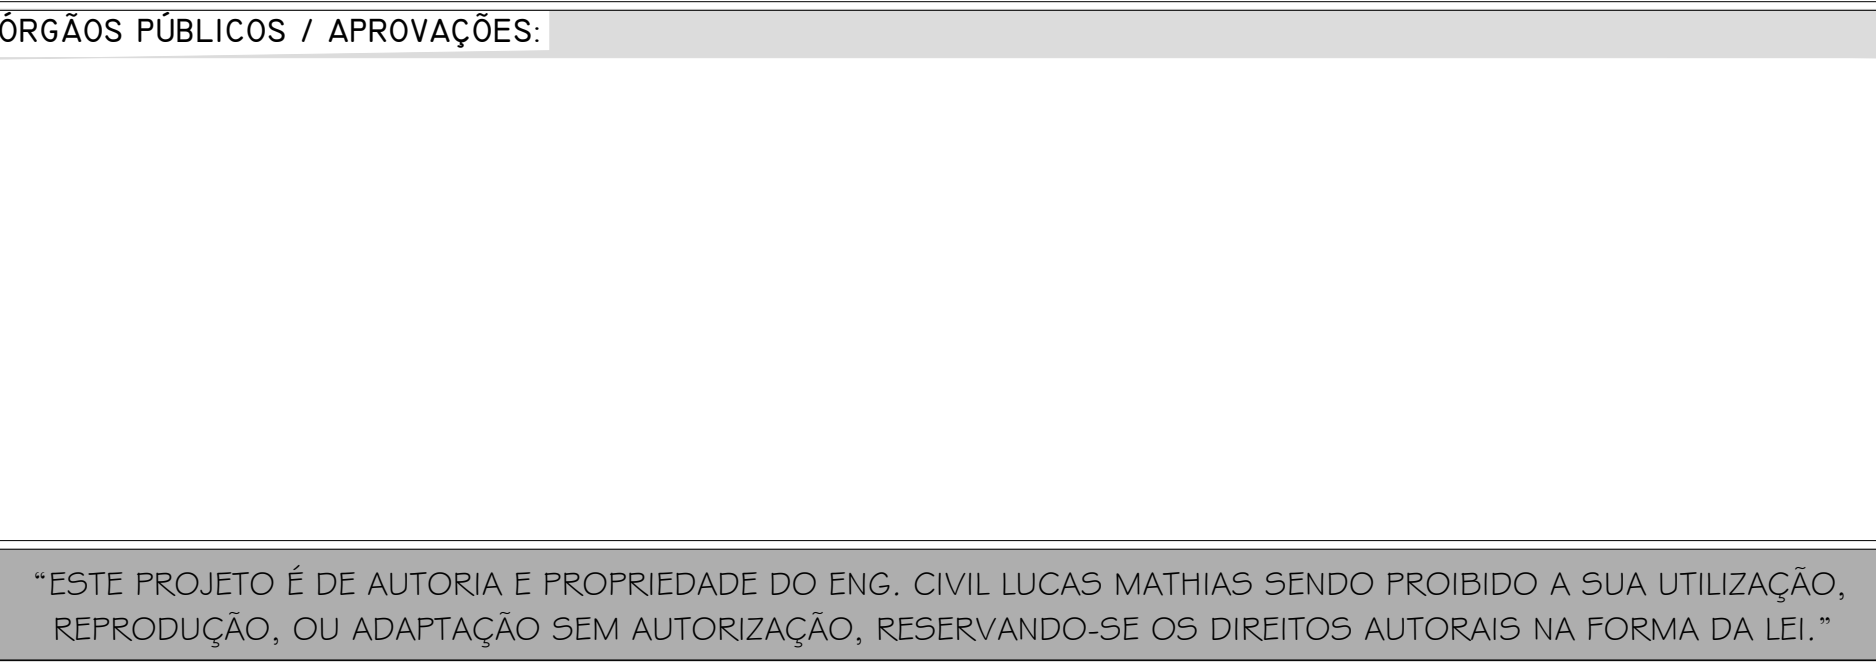 ÓRGÃOS PÚBLICOS / APROVAÇÕES:
“ESTE PROJETO É DE AUTORIA E PROPRIEDADE DO ENG. CIVIL LUCAS MATHIAS SENDO PROIBIDO A SUA UTILIZAÇÃO,
REPRODUÇÃO, OU ADAPTAÇÃO SEM AUTORIZAÇÃO, RESERVANDO-SE OS DIREITOS AUTORAIS NA FORMA DA LEI.”